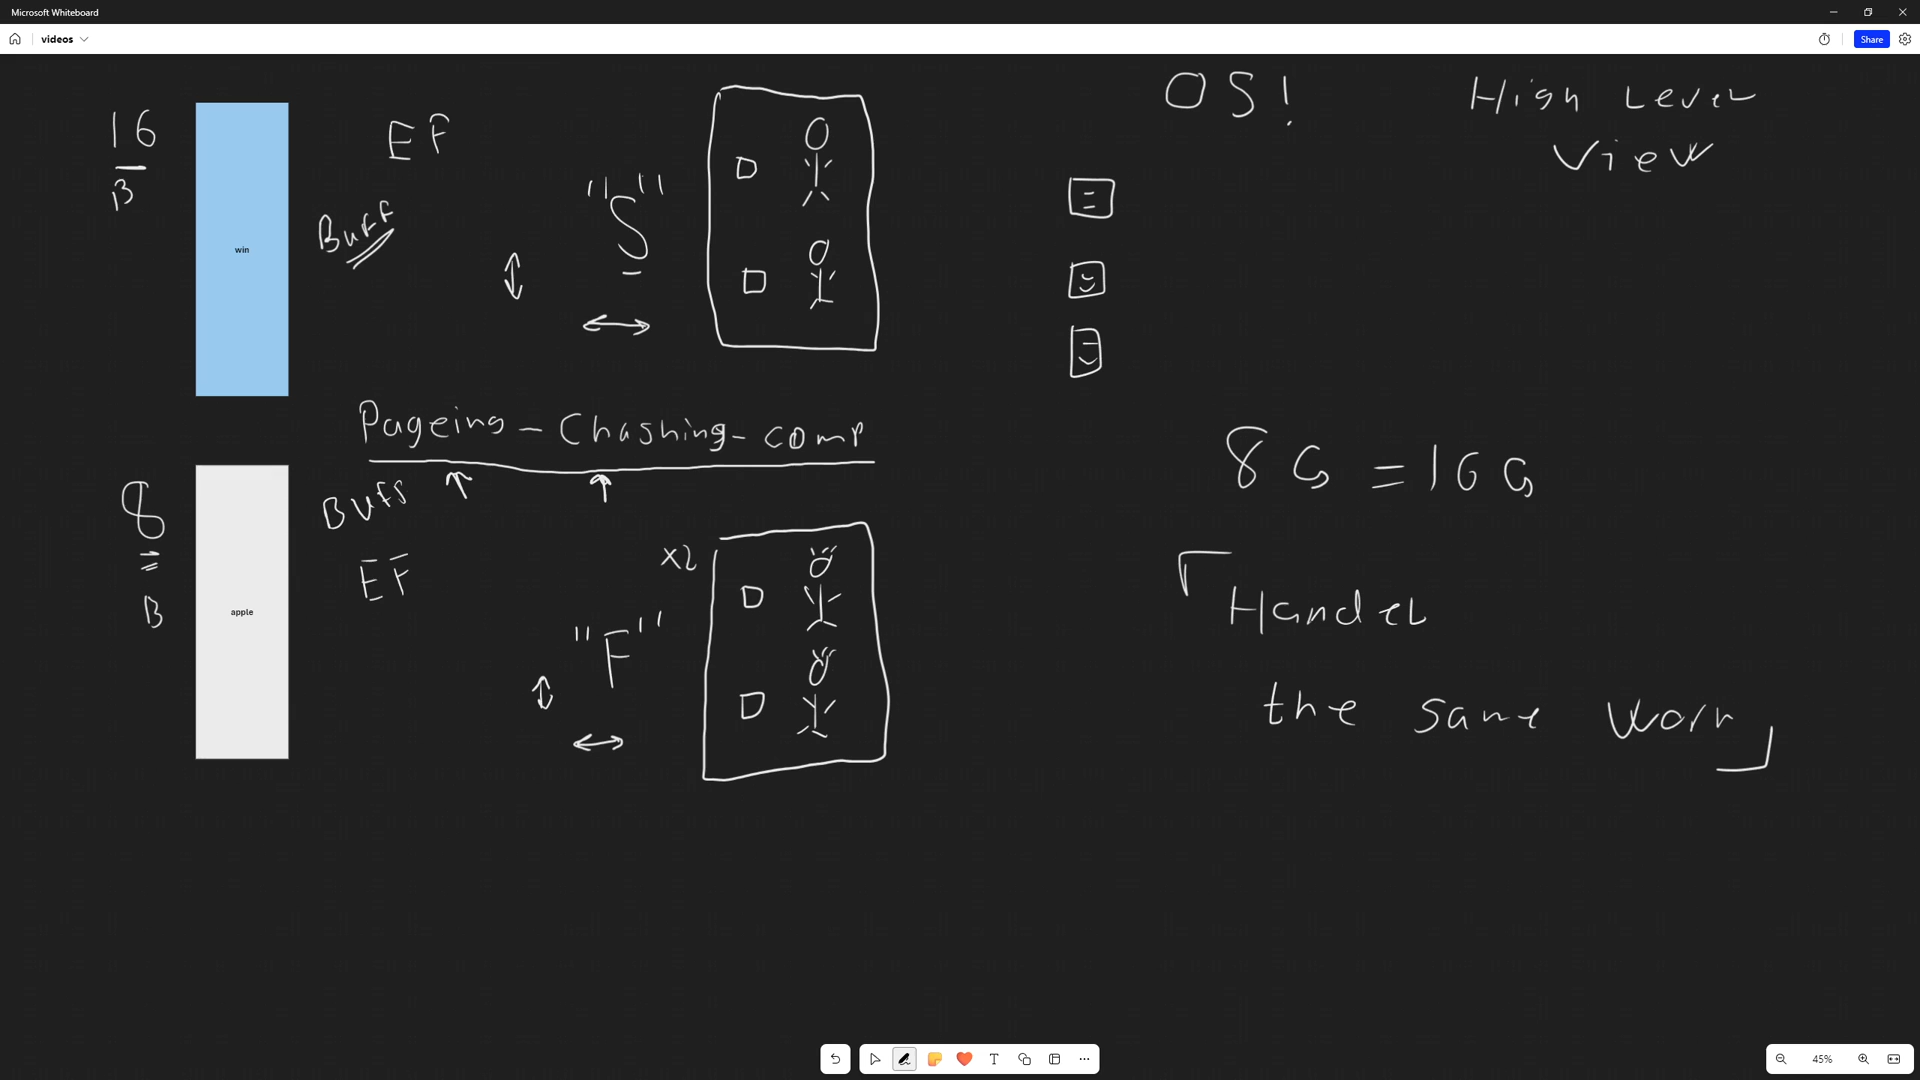 Microsoft Whiteboard
videos
Share
16
B
win
EF
Buff
"S"
OS!
High Level
View
Pageing - Chashing - comp
8
B
apple
Bufs
EF
x2
"F"
8G = 16G
Handel
the same work
45%